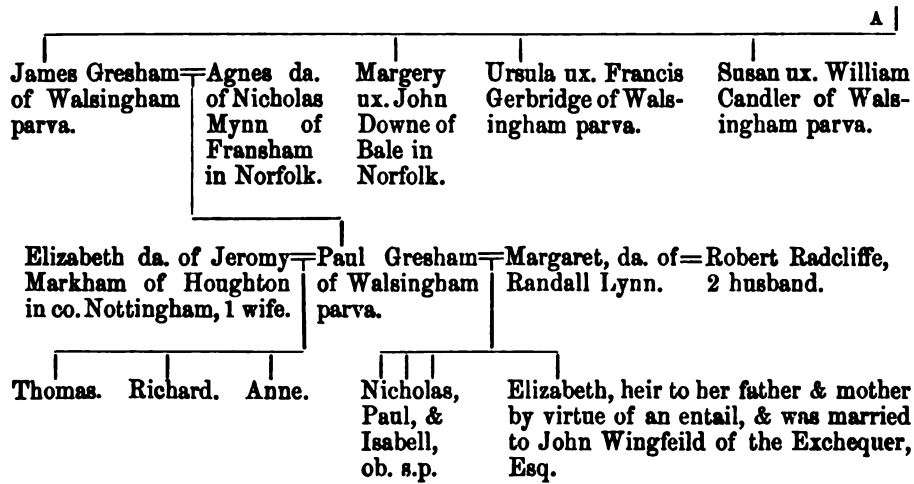 A
James Gresham
of Walsingham
parva.
Agnes da.
of Nicholas
Mynn of
Fransham
in Norfolk.
Margery
ux. John
Downe of
Bale in
Norfolk.
Ursula ux. Francis
Gerbridge of Wals-
ingham parva.
Susan ux. William
Candler of Wals-
ingham parva.
Elizabeth da. of Jeromy
Markham of Houghton
in co. Nottingham, 1 wife.
Paul Gresham
of Walsingham
parva.
Margaret, da. of
Randall Lynn.
=Robert Radcliffe,
2 husband.
Thomas. Richard. Anne.
Nicholas,
Paul, &
Isabell,
ob. s.p.
Elizabeth, heir to her father & mother
by virtue of an entail, & was married
to John Wingfeild of the Exchequer,
Esq.